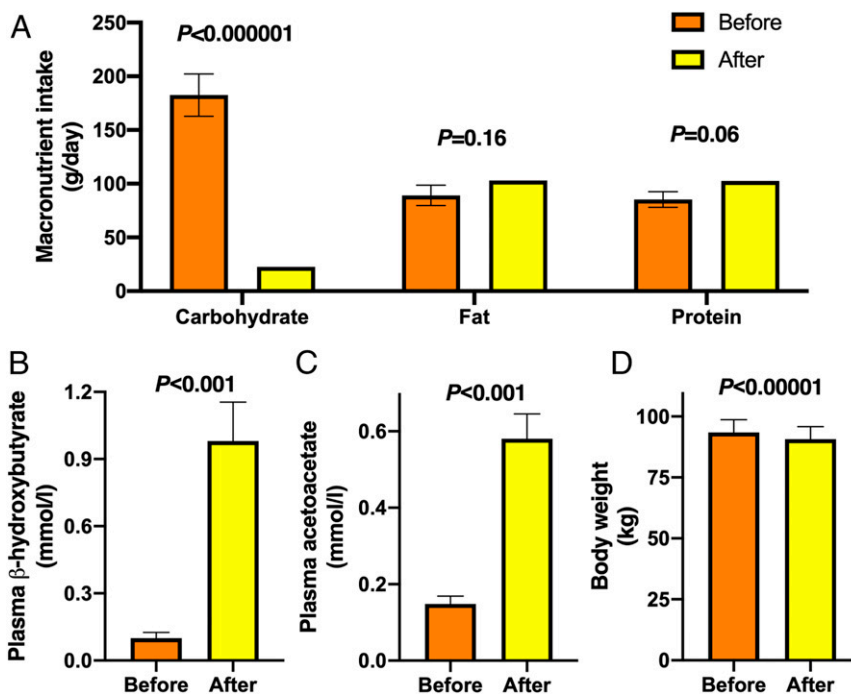 A
P<0.000001
Before
After
Macronutrient intake
(g/day)
250
200
150
100
50
0
P=0.16
P=0.06
Carbohydrate
Fat
Protein
B
P<0.001
Plasma β-hydroxybutyrate
(mmol/l)
1.2
0.9
0.6
0.3
0.0
Before
After
C
P<0.001
Plasma acetoacetate
(mmol/l)
0.6
0.4
0.2
0.0
Before
After
D
P<0.00001
Body weight
(kg)
100
75
50
25
0
Before
After